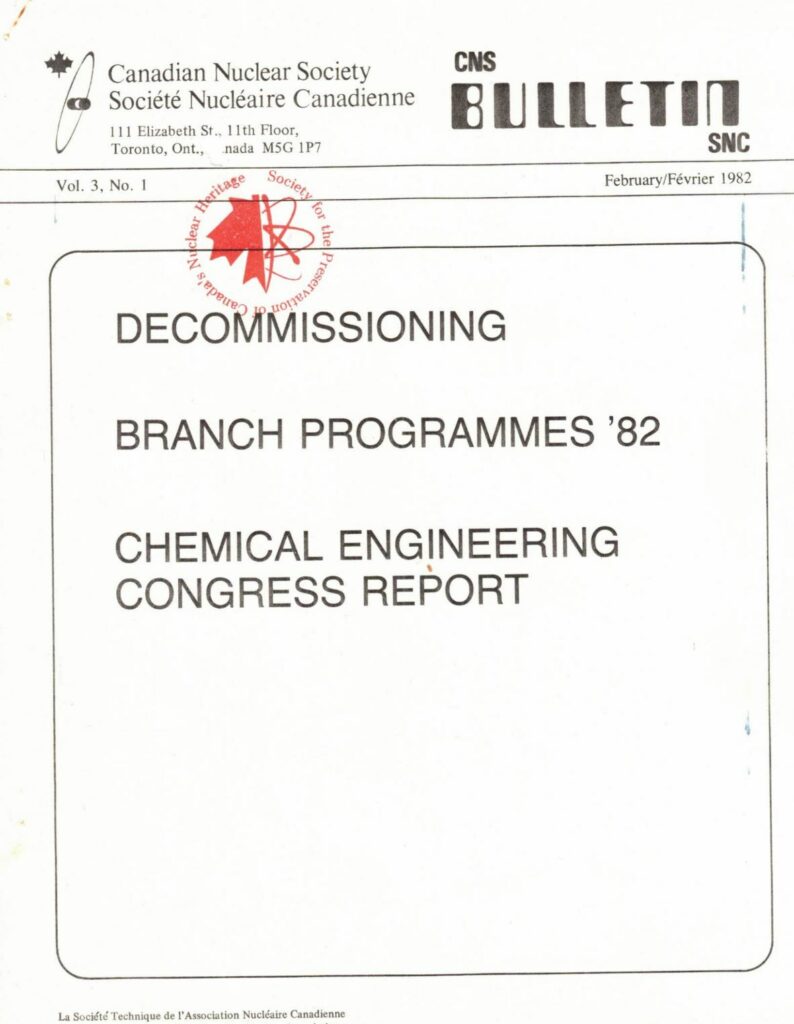 Canadian Nuclear Society
Société Nucléaire Canadienne
111 Elizabeth St., 11th Floor,
Toronto, Ont., nada M5G 1P7
CNS
BULLETIN
SNC
Vol. 3, No. 1
February/Février 1982
Society for the Preservation of Canada's Nuclear Heritage
DECOMMISSIONING
BRANCH PROGRAMMES '82
CHEMICAL ENGINEERING
CONGRESS REPORT
La Société Technique de l'Association Nucléaire Canadienne